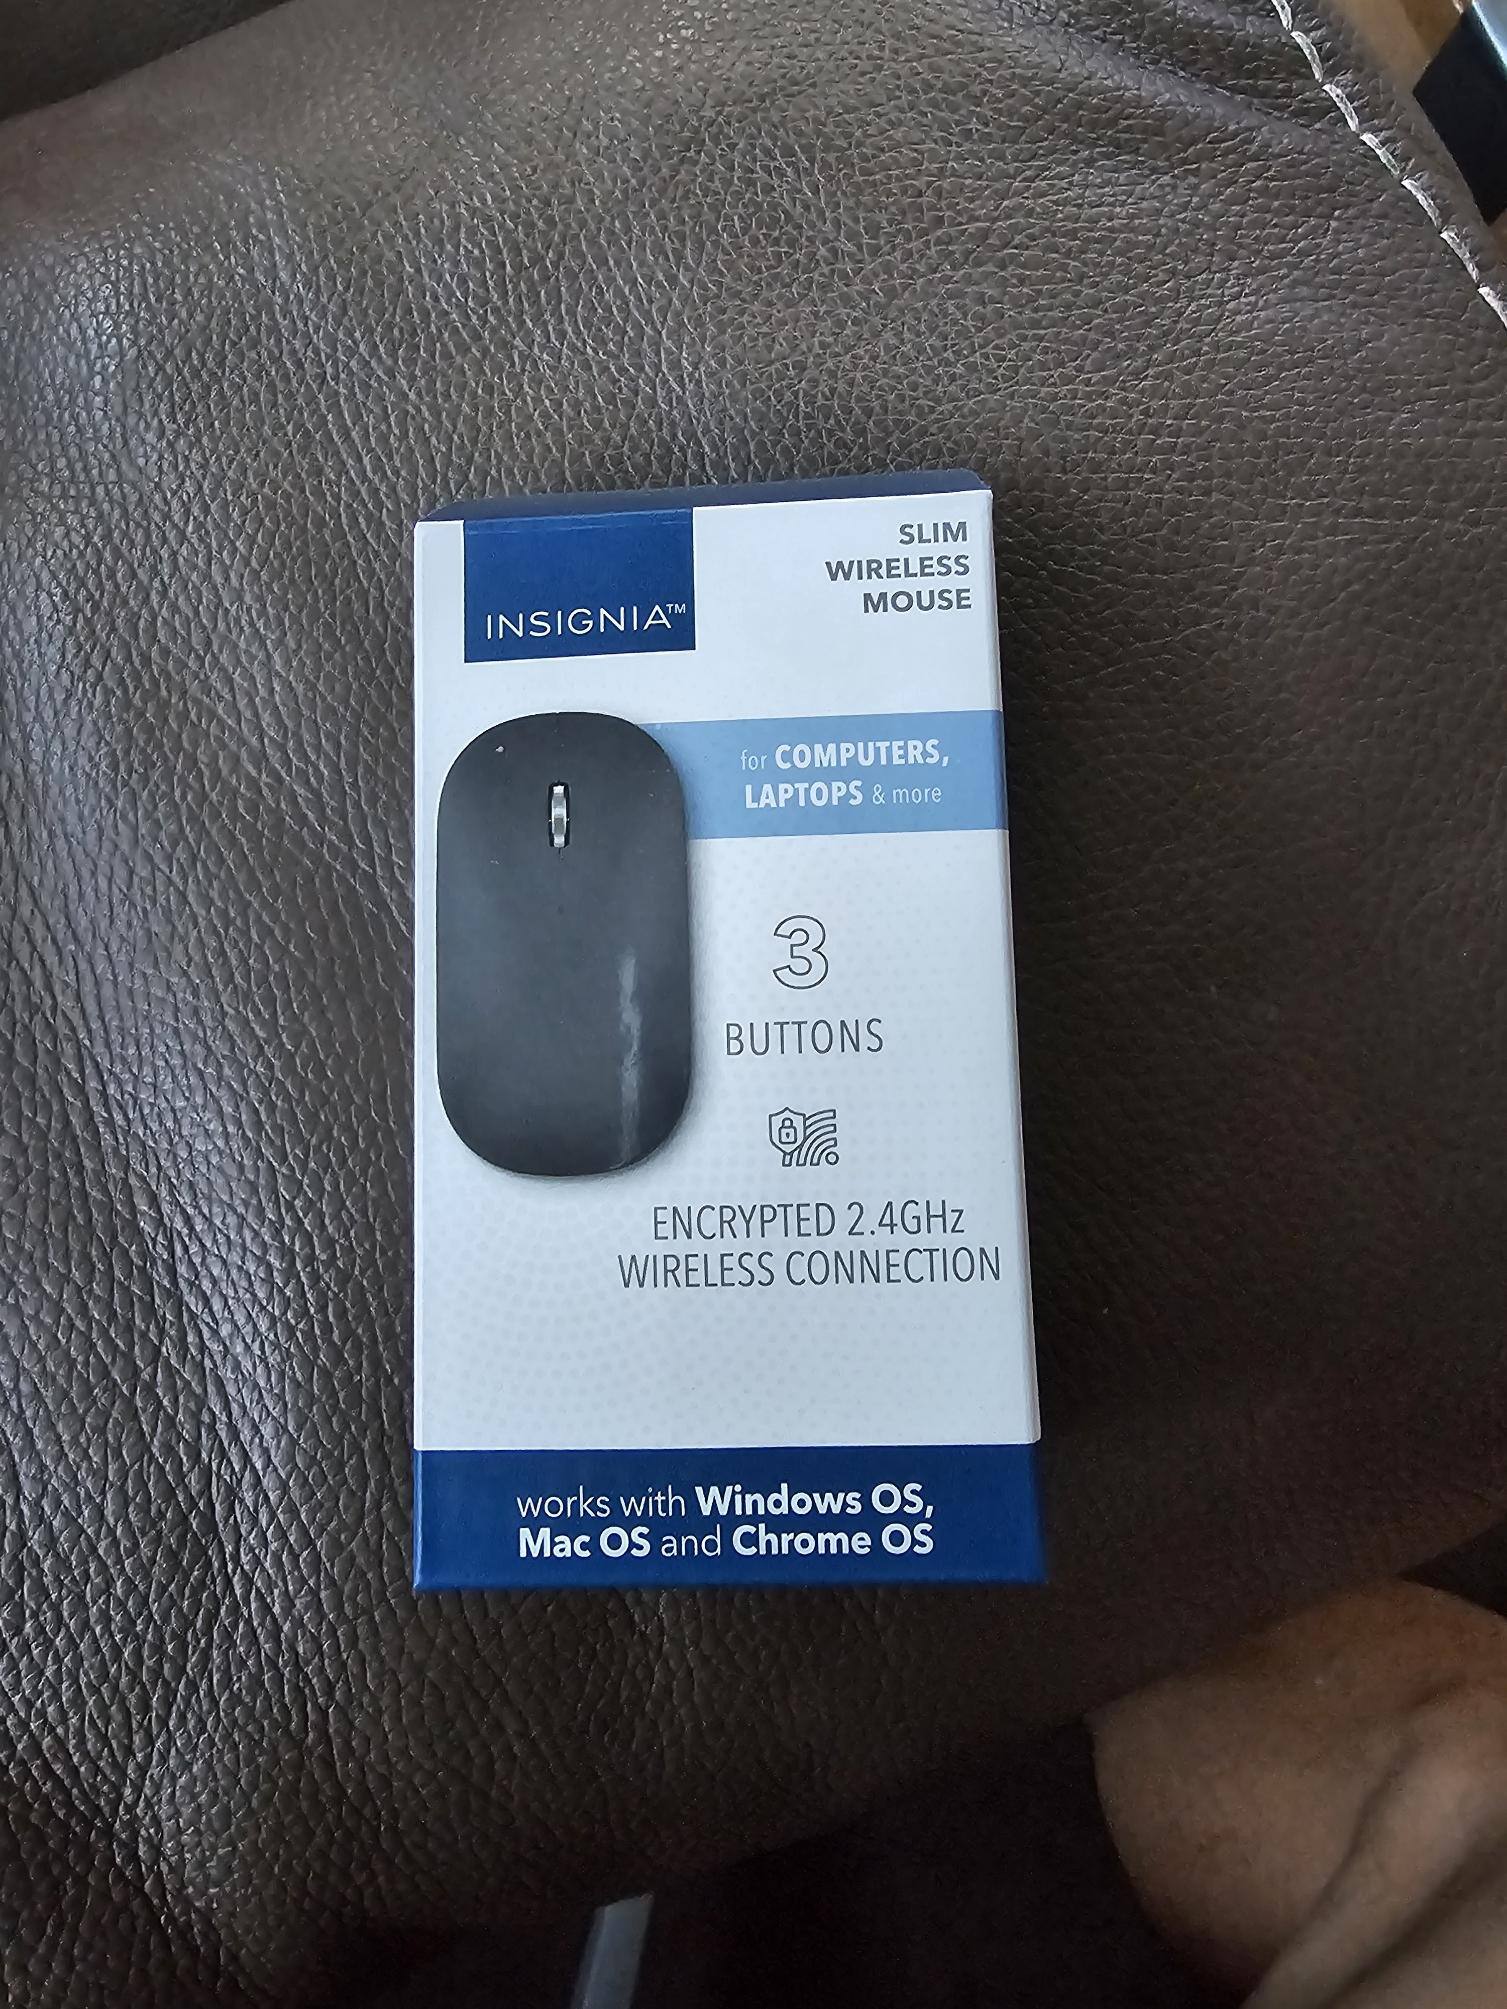 INSIGNIA™
SLIM
WIRELESS
MOUSE
for COMPUTERS,
LAPTOPS & more
3
BUTTONS
ENCRYPTED 2.4GHz
WIRELESS CONNECTION
works with Windows OS,
Mac OS and Chrome OS